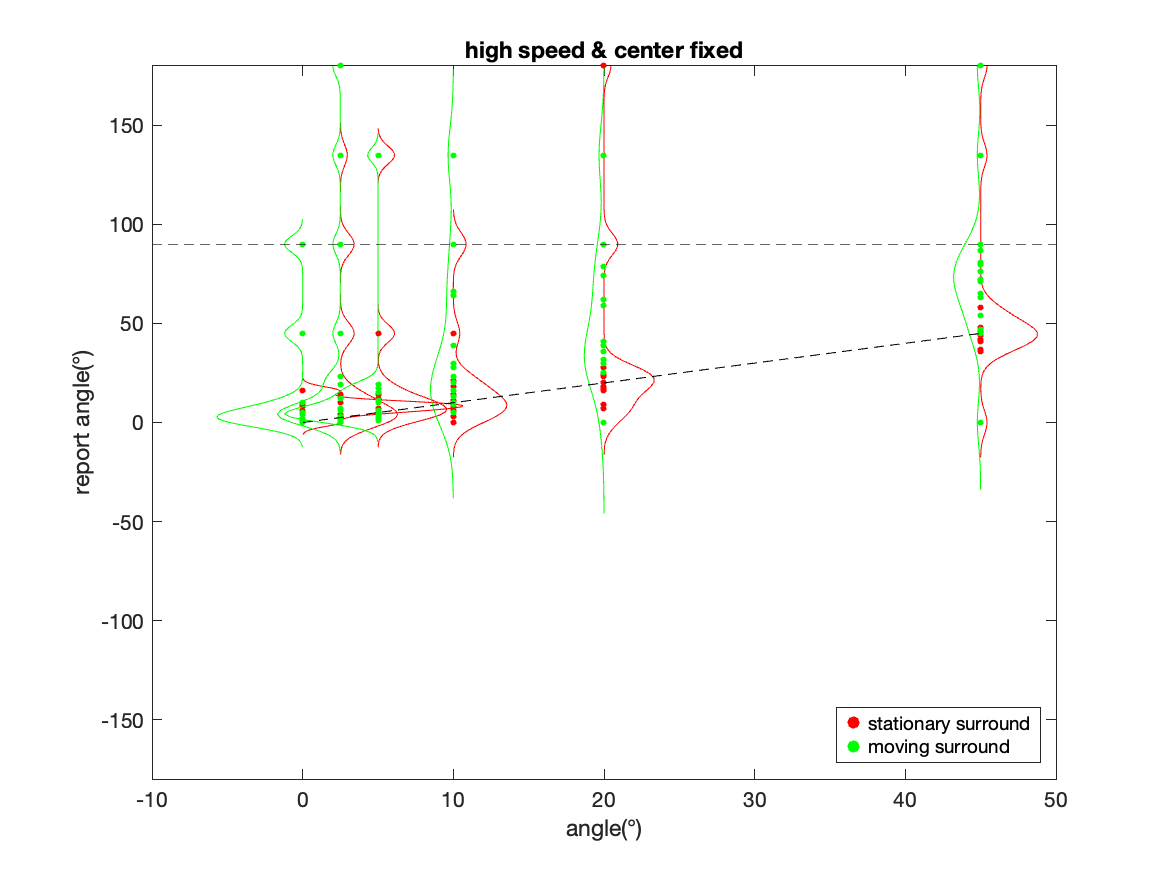 high speed & center fixed
150
100
50
0
-50
-100
-150
report angle(°)
-10
0
10
20
30
40
50
angle(°)
stationary surround
moving surround